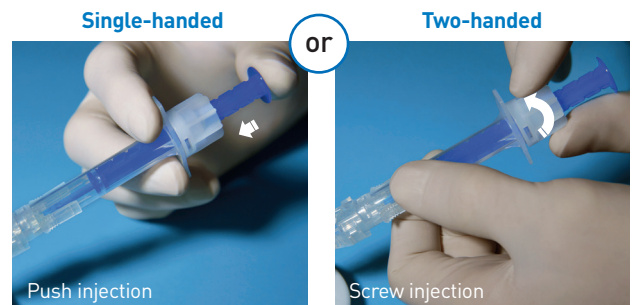 Single-handed
or
Two-handed
Push injection
Screw injection